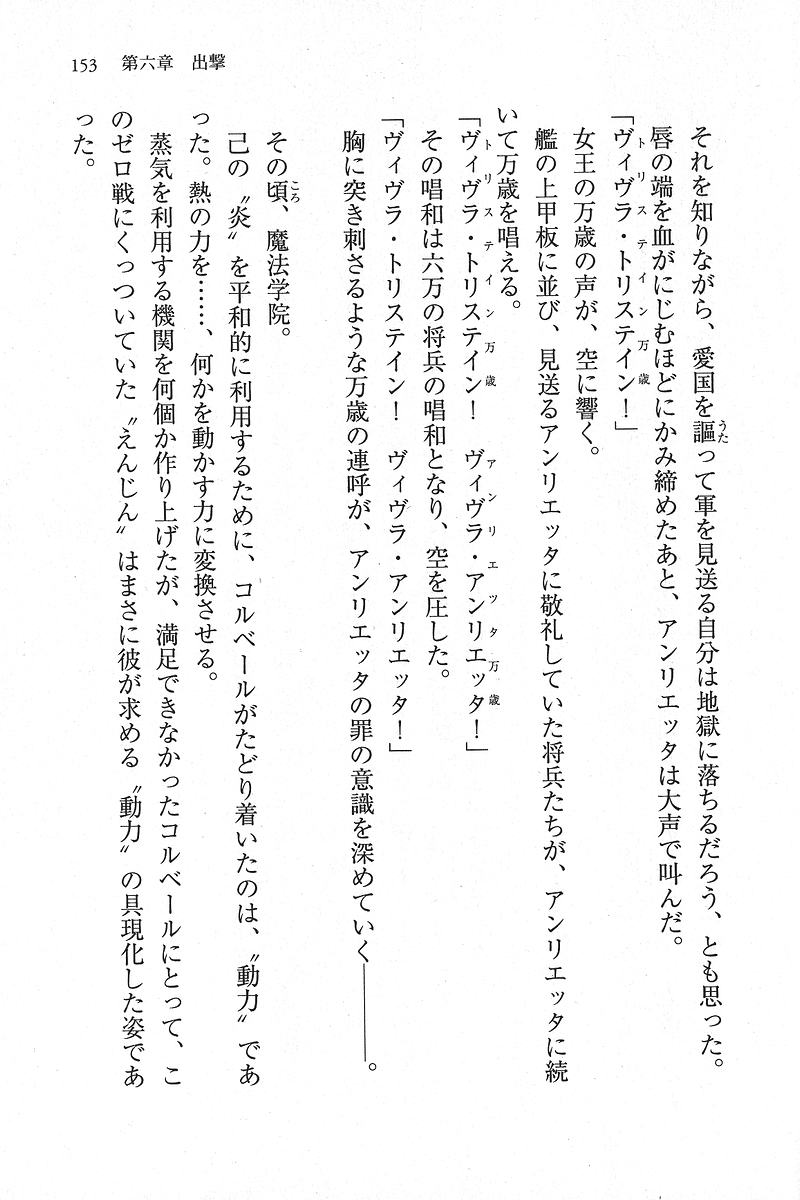 153　第六章　出撃
　それを知りながら、愛国を謳って軍を見送る自分は地獄に落ちるだろう、とも思った。
　唇の端を血がにじむほどにかみ締めたあと、アンリエッタは大声で叫んだ。
「ヴィヴラ・トリステイン！」
　女王の万歳の声が、空に響く。
　艦の上甲板に並び、見送るアンリエッタに敬礼していた将兵たちが、アンリエッタに続
いて万歳を唱える。
「ヴィヴラ・トリステイン！　ヴィヴラ・アンリエッタ！」
　その唱和は六万の将兵の唱和となり、空を圧した。
「ヴィヴラ・トリステイン！　ヴィヴラ・アンリエッタ！」
　胸に突き刺さるような万歳の連呼が、アンリエッタの罪の意識を深めていく――――。
　その頃、魔法学院。
　己の〝炎〟を平和的に利用するために、コルベールがたどり着いたのは、〝動力〟であ
った。熱の力を……、何かを動かす力に変換させる。
　蒸気を利用する機関を何個か作り上げたが、満足できなかったコルベールにとって、こ
のゼロ戦にくっついていた〝えんじん〟はまさに彼が求める〝動力〟の具現化した姿であ
った。